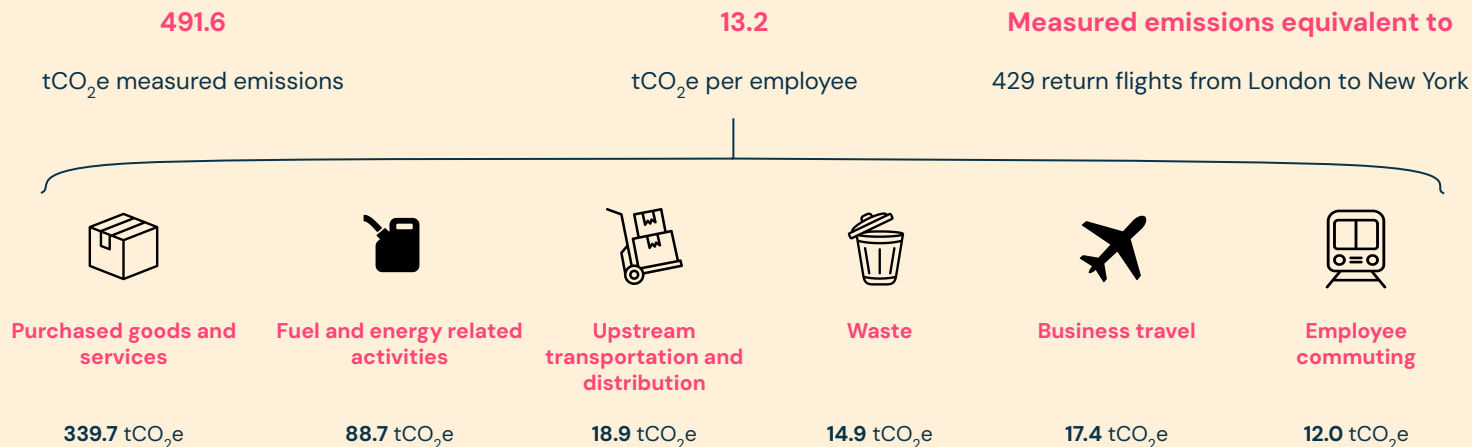 491.6
13.2
Measured emissions equivalent to
tCO₂e measured emissions
tCO₂e per employee
429 return flights from London to New York
Purchased goods and
services
Fuel and energy related
activities
Upstream
transportation and
distribution
Waste
Business travel
Employee
commuting
339.7 tCO₂e
88.7 tCO₂e
18.9 tCO₂e
14.9 tCO₂e
17.4 tCO₂e
12.0 tCO₂e